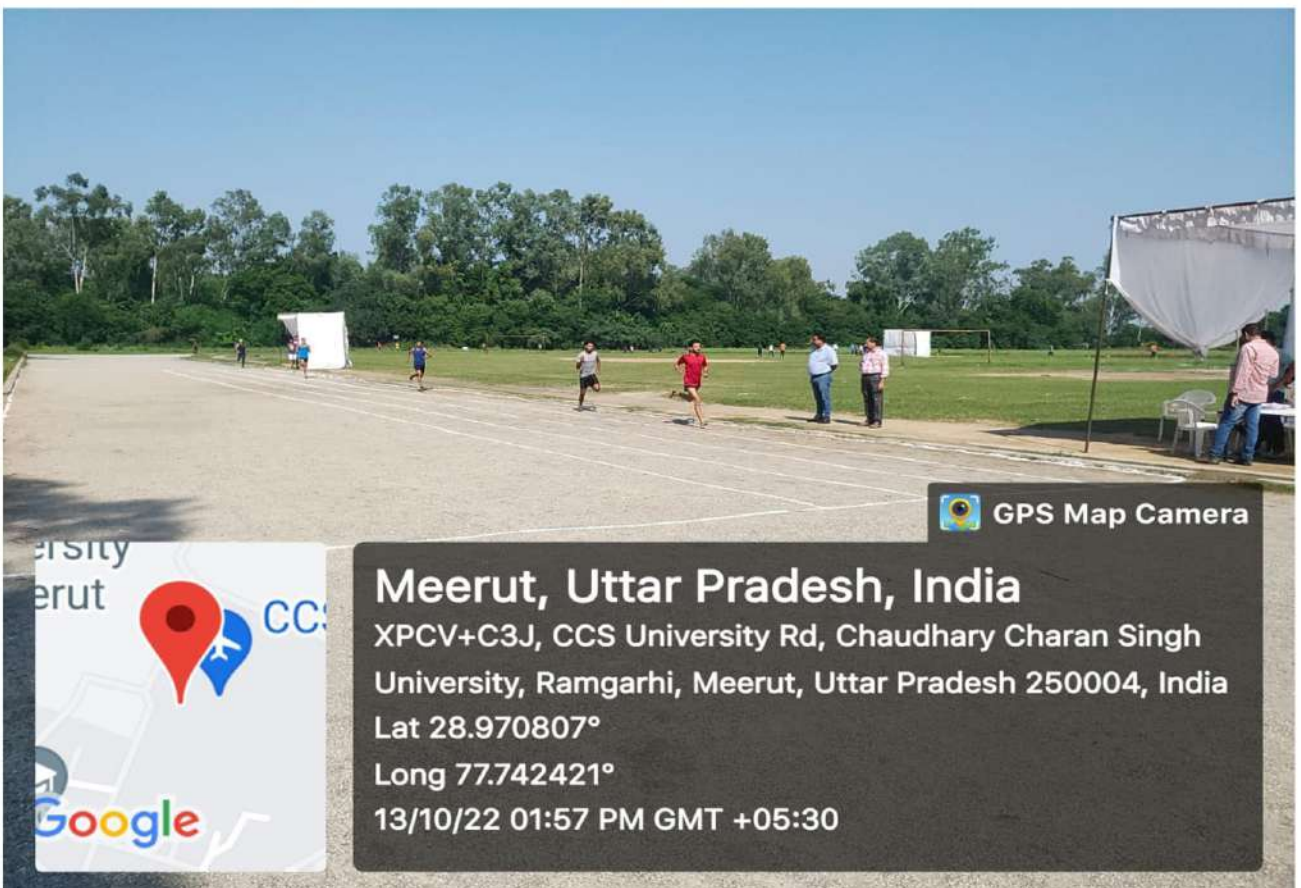 GPS Map Camera
Meerut, Uttar Pradesh, India
XPCV+C3J, CCS University Rd, Chaudhary Charan Singh
University, Ramgarhi, Meerut, Uttar Pradesh 250004, India
Lat 28.970807°
Long 77.742421°
13/10/22 01:57 PM GMT +05:30
ersity
erut
CCS
Google